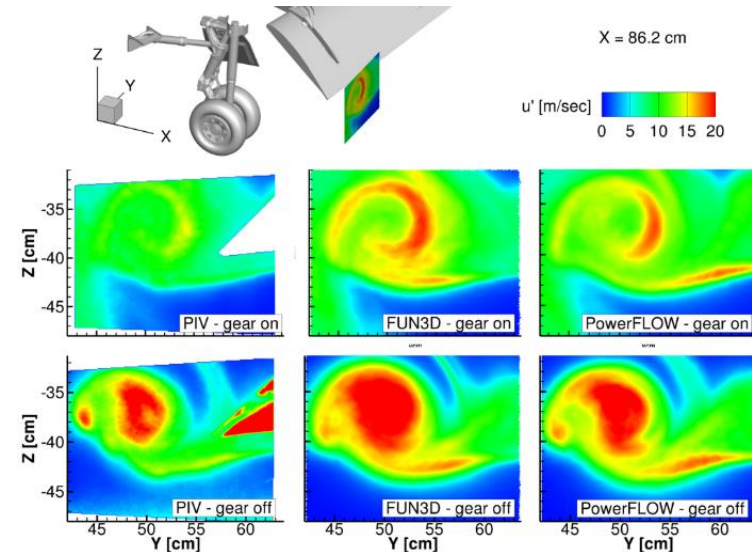 Z
Y
X
X = 86.2 cm
u' [m/sec]
0 5 10 15 20
Z [cm]
-35
-40
-45
PIV - gear on
FUN3D - gear on
PowerFLOW - gear on
Z [cm]
-35
-40
-45
PIV - gear off
FUN3D - gear off
PowerFLOW - gear off
45 50 55 60
45 50 55 60
45 50 55 60
Y [cm]
Y [cm]
Y [cm]